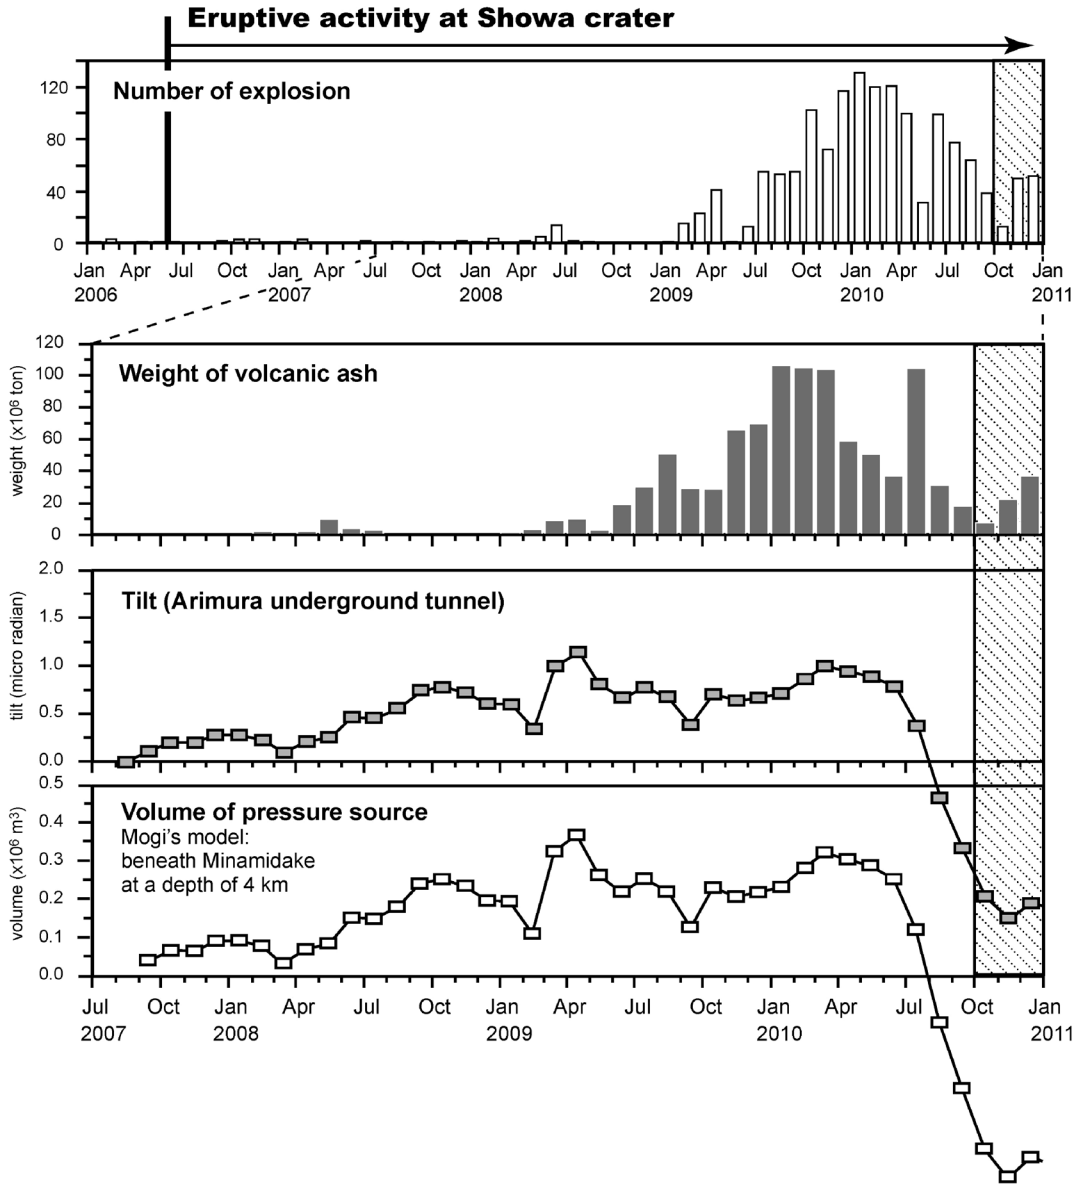 Eruptive activity at Showa crater
Number of explosion
120
80
40
0
Jan Apr Jul Oct Jan Apr Jul Oct Jan Apr Jul Oct Jan Apr Jul Oct Jan Apr Jul Oct Jan
2006 2007 2008 2009 2010 2011
Weight of volcanic ash
weight (x10⁶ ton)
120
100
80
60
40
20
0
Tilt (Arimura underground tunnel)
tilt (micro radian)
2.0
1.5
1.0
0.5
0.0
Volume of pressure source
Mogi's model:
beneath Minamidake
at a depth of 4 km
volume (x10⁶ m³)
0.5
0.4
0.3
0.2
0.1
0.0
Jul Oct Jan Apr Jul Oct Jan Apr Jul Oct Jan Apr Jul Oct Jan
2007 2008 2009 2010 2011